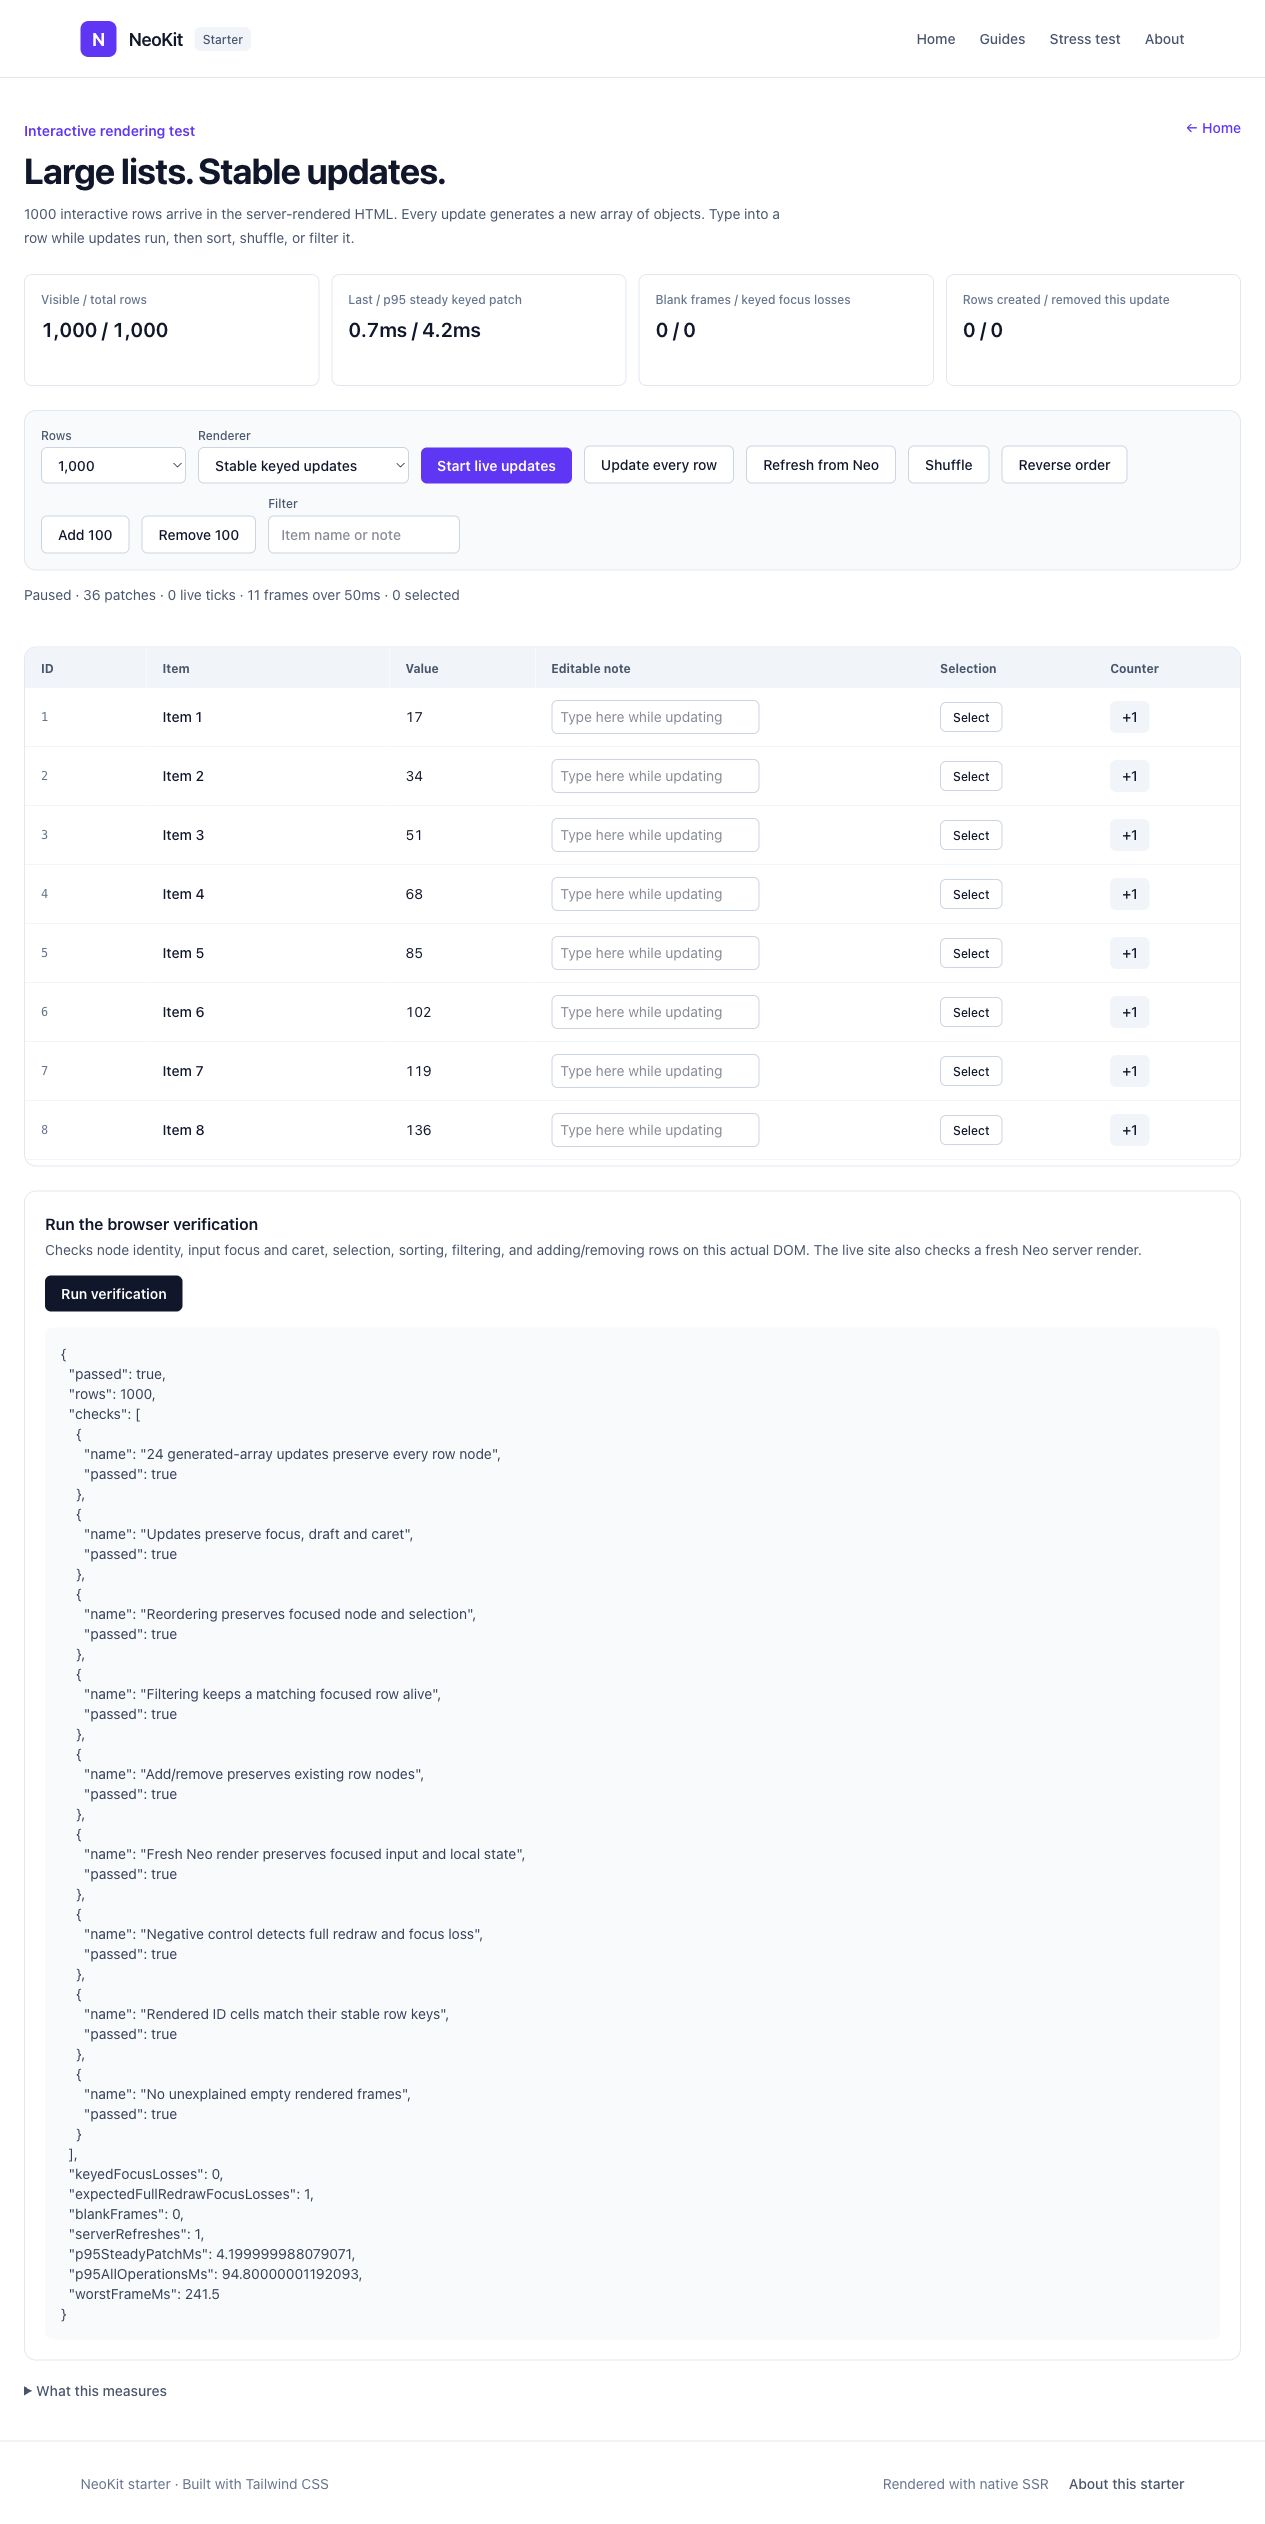 N NeoKit Starter Home Guides Stress test About
Interactive rendering test
← Home
Large lists. Stable updates.
1000 interactive rows arrive in the server-rendered HTML. Every update generates a new array of objects. Type into a
row while updates run, then sort, shuffle, or filter it.
Visible / total rows
1,000 / 1,000
Last / p95 steady keyed patch
0.7ms / 4.2ms
Blank frames / keyed focus losses
0 / 0
Rows created / removed this update
0 / 0
Rows Renderer
1,000 Stable keyed updates Start live updates Update every row Refresh from Neo Shuffle Reverse order
Filter
Add 100 Remove 100 Item name or note
Paused · 36 patches · 0 live ticks · 11 frames over 50ms · 0 selected
ID Item Value Editable note Selection Counter
1 Item 1 17 Type here while updating Select +1
2 Item 2 34 Type here while updating Select +1
3 Item 3 51 Type here while updating Select +1
4 Item 4 68 Type here while updating Select +1
5 Item 5 85 Type here while updating Select +1
6 Item 6 102 Type here while updating Select +1
7 Item 7 119 Type here while updating Select +1
8 Item 8 136 Type here while updating Select +1
Run the browser verification
Checks node identity, input focus and caret, selection, sorting, filtering, and adding/removing rows on this actual DOM. The live site also checks a fresh Neo server render.
Run verification
{
"passed": true,
"rows": 1000,
"checks": [
{
"name": "24 generated-array updates preserve every row node",
"passed": true
},
{
"name": "Updates preserve focus, draft and caret",
"passed": true
},
{
"name": "Reordering preserves focused node and selection",
"passed": true
},
{
"name": "Filtering keeps a matching focused row alive",
"passed": true
},
{
"name": "Add/remove preserves existing row nodes",
"passed": true
},
{
"name": "Fresh Neo render preserves focused input and local state",
"passed": true
},
{
"name": "Negative control detects full redraw and focus loss",
"passed": true
},
{
"name": "Rendered ID cells match their stable row keys",
"passed": true
},
{
"name": "No unexplained empty rendered frames",
"passed": true
}
],
"keyedFocusLosses": 0,
"expectedFullRedrawFocusLosses": 1,
"blankFrames": 0,
"serverRefreshes": 1,
"p95SteadyPatchMs": 4.199999988079071,
"p95AllOperationsMs": 94.80000001192093,
"worstFrameMs": 241.5
}
▶ What this measures
NeoKit starter · Built with Tailwind CSS Rendered with native SSR About this starter